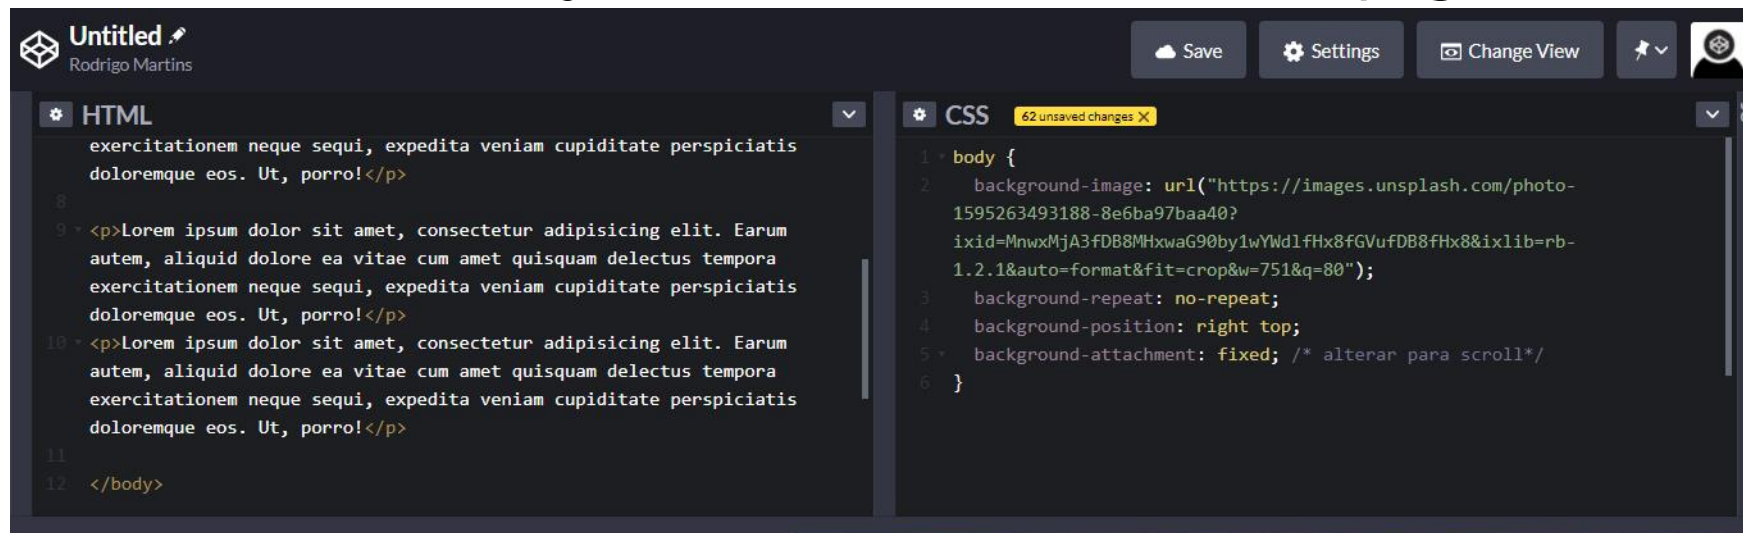 Untitled
Rodrigo Martins
Save
Settings
Change View
HTML
exercitationem neque sequi, expedita veniam cupiditate perspiciatis
doloremque eos. Ut, porro!</p>
8
9 <p>Lorem ipsum dolor sit amet, consectetur adipisicing elit. Earum
autem, aliquid dolore ea vitae cum amet quisquam delectus tempora
exercitationem neque sequi, expedita veniam cupiditate perspiciatis
doloremque eos. Ut, porro!</p>
10 <p>Lorem ipsum dolor sit amet, consectetur adipisicing elit. Earum
autem, aliquid dolore ea vitae cum amet quisquam delectus tempora
exercitationem neque sequi, expedita veniam cupiditate perspiciatis
doloremque eos. Ut, porro!</p>
11
12 </body>
CSS
62 unsaved changes X
1 body {
2 background-image: url("https://images.unsplash.com/photo-
1595263493188-8e6ba97baa40?
ixid=MnwxMjA3fDB8MHxwaG90by1wYWdlfHx8fGVufDB8fHx8&ixlib=rb-
1.2.1&auto=format&fit=crop&w=751&q=80");
3 background-repeat: no-repeat;
4 background-position: right top;
5 background-attachment: fixed; /* alterar para scroll*/
6 }